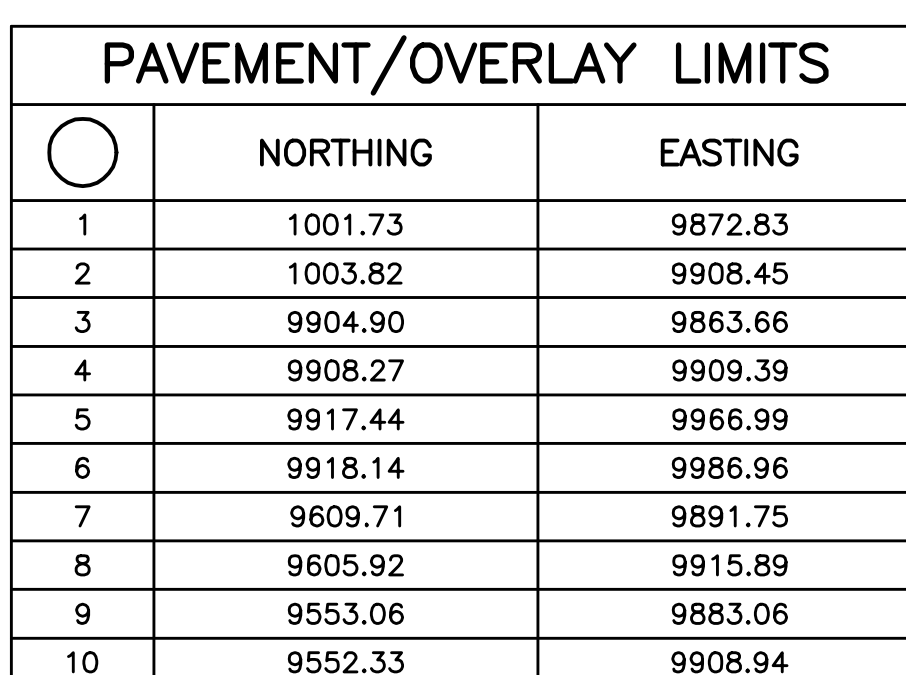 PAVEMENT/OVERLAY LIMITS
NORTHING EASTING
1 1001.73 9872.83
2 1003.82 9908.45
3 9904.90 9863.66
4 9908.27 9909.39
5 9917.44 9966.99
6 9918.14 9986.96
7 9609.71 9891.75
8 9605.92 9915.89
9 9553.06 9883.06
10 9552.33 9908.94